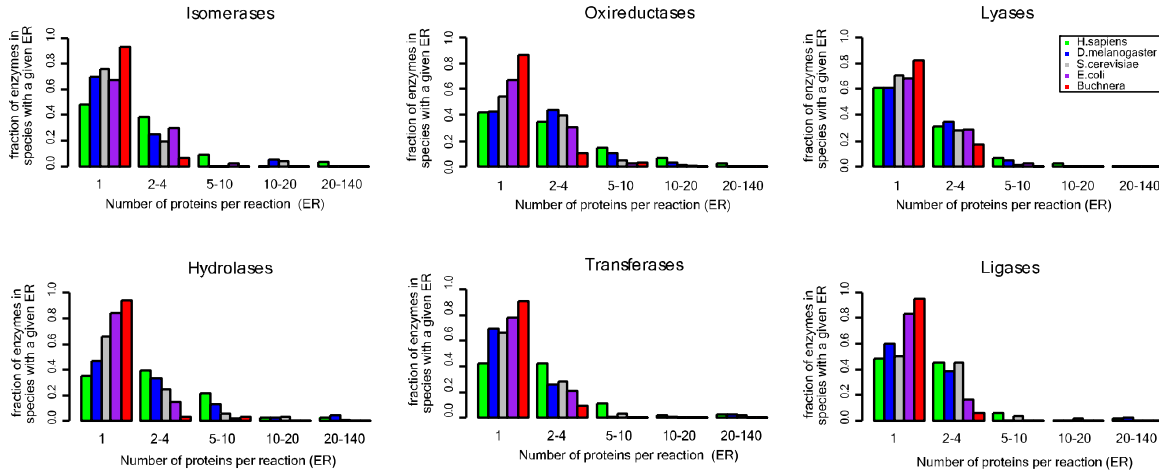 Isomerases
fraction of enzymes in
species with a given ER
0.0 0.2 0.4 0.6 0.8 1.0
1 2-4 5-10 10-20 20-140
Number of proteins per reaction (ER)
Oxireductases
fraction of enzymes in
species with a given ER
0.0 0.2 0.4 0.6 0.8 1.0
1 2-4 5-10 10-20 20-140
Number of proteins per reaction (ER)
Lyases
fraction of enzymes in
species with a given ER
0.0 0.2 0.4 0.6 0.8 1.0
1 2-4 5-10 10-20 20-140
Number of proteins per reaction (ER)
H.sapiens
D.melanogaster
S.cerevisiae
E.coli
Buchnera
Hydrolases
fraction of enzymes in
species with a given ER
0.0 0.2 0.4 0.6 0.8 1.0
1 2-4 5-10 10-20 20-140
Number of proteins per reaction (ER)
Transferases
fraction of enzymes in
species with a given ER
0.0 0.2 0.4 0.6 0.8 1.0
1 2-4 5-10 10-20 20-140
Number of proteins per reaction (ER)
Ligases
fraction of enzymes in
species with a given ER
0.0 0.2 0.4 0.6 0.8 1.0
1 2-4 5-10 10-20 20-140
Number of proteins per reaction (ER)